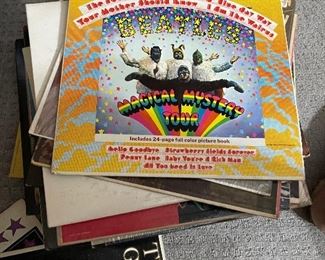 Your Mother Should Know · I Am The Walrus
BEATLES
MAGICAL MYSTERY
TOUR
Includes 24-page full color picture book
Hello Goodbye · Strawberry Fields Forever
Penny Lane · Baby You're A Rich Man
All You Need Is Love